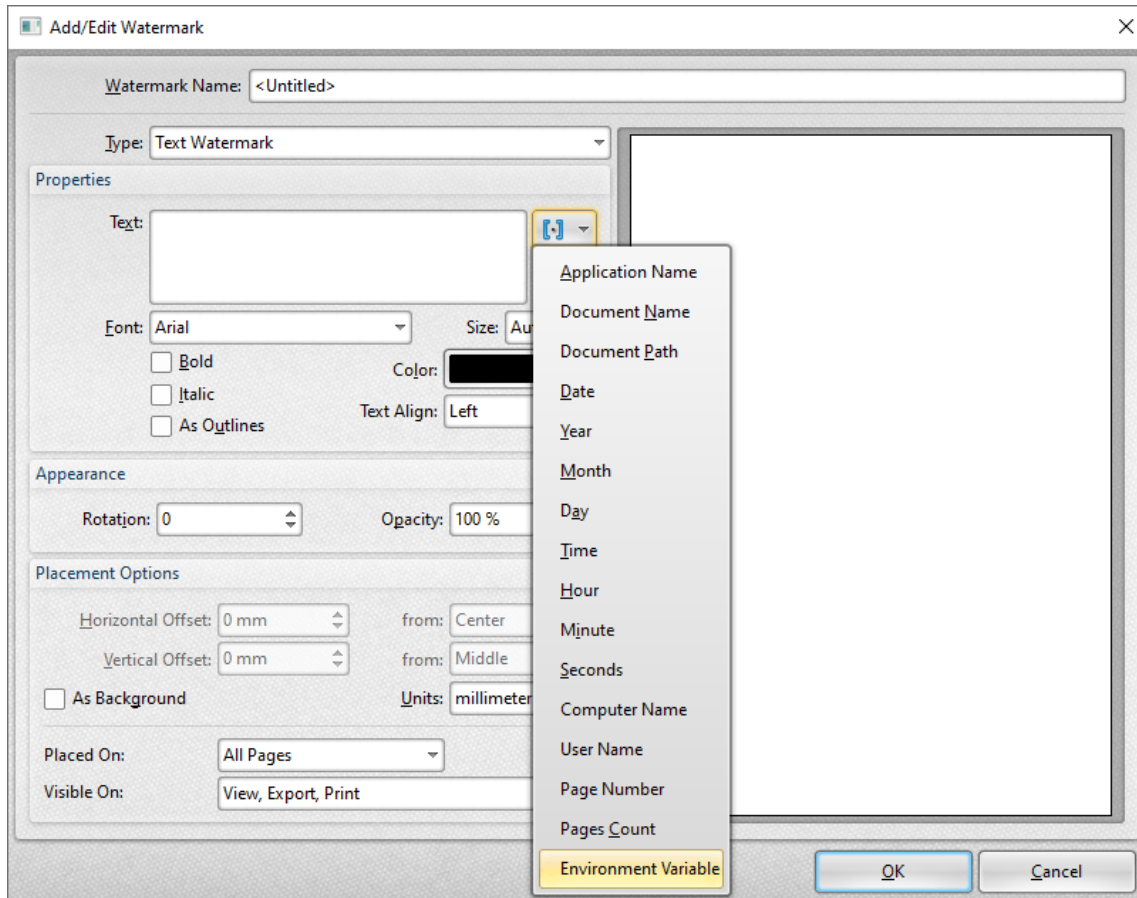 Add/Edit Watermark
Watermark Name: <Untitled>
Type: Text Watermark
Properties
Text:
Font: Arial
Size: Au
Bold
Color:
Italic
Text Align: Left
As Outlines
Appearance
Rotation: 0
Opacity: 100 %
Placement Options
Horizontal Offset: 0 mm
from: Center
Vertical Offset: 0 mm
from: Middle
As Background
Units: millimeter
Placed On: All Pages
Visible On: View, Export, Print
Application Name
Document Name
Document Path
Date
Year
Month
Day
Time
Hour
Minute
Seconds
Computer Name
User Name
Page Number
Pages Count
Environment Variable
OK
Cancel